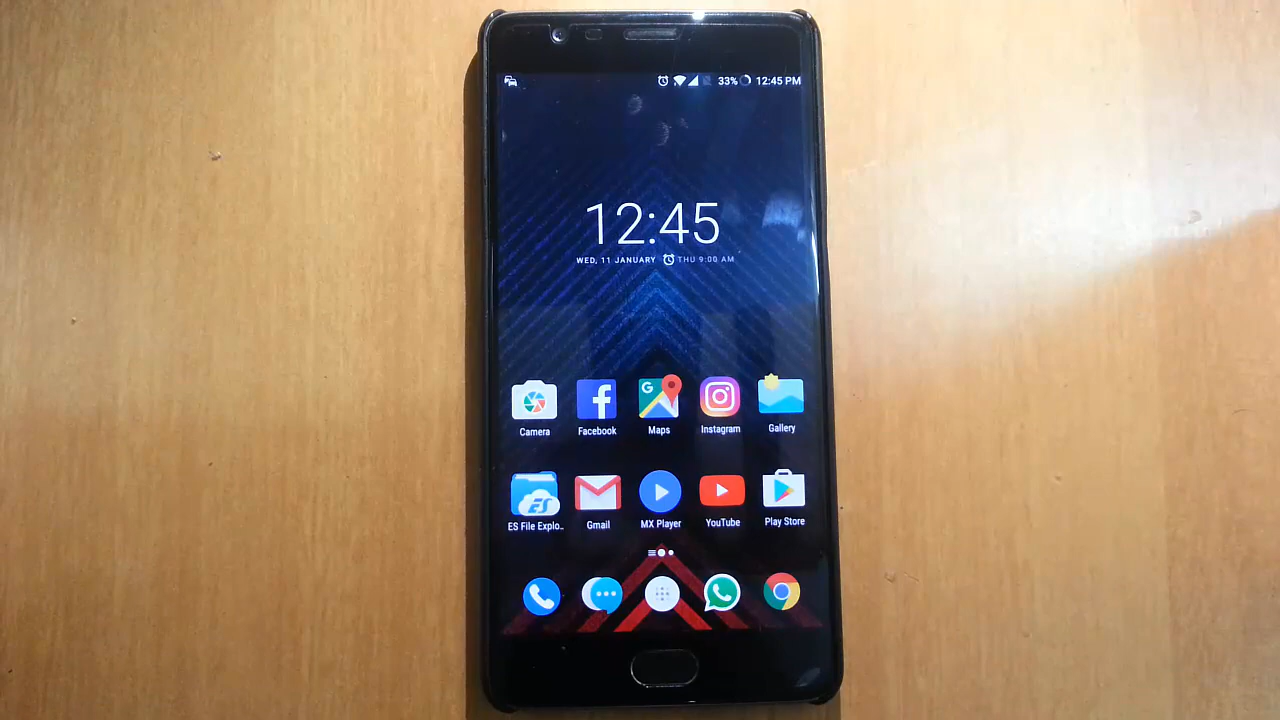 33% 12:45 PM
12:45
WED, 11 JANUARY THU 9:00 AM
G
Camera Facebook Maps Instagram Gallery
ES
ES File Explo.. Gmail MX Player YouTube Play Store